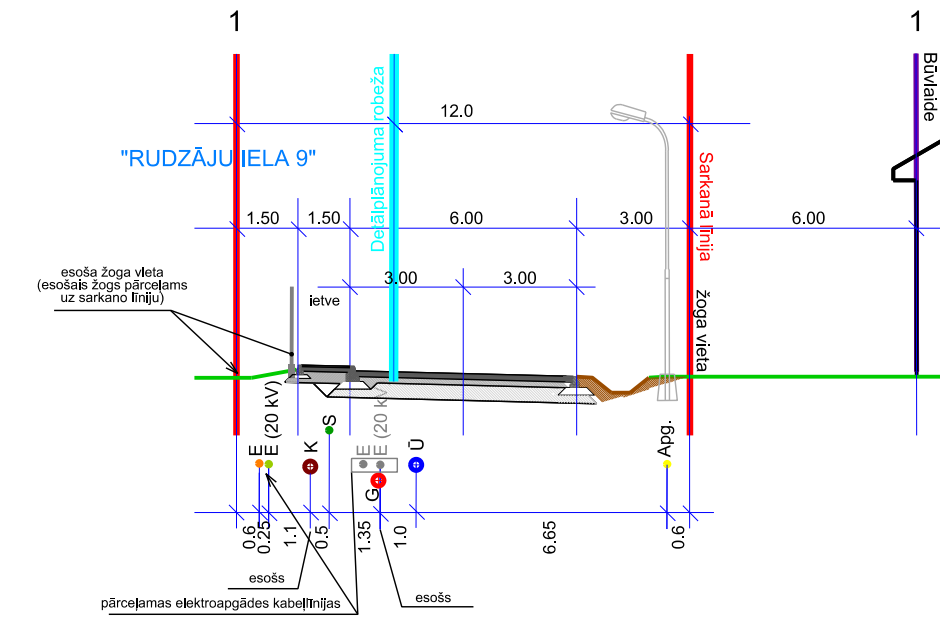 1
1
Būvlaide
12.0
"RUDZĀJU IELA 9"
Detālplānojuma robeža
Sarkanā līnija
1.50
1.50
6.00
3.00
6.00
3.00
3.00
esoša žoga vieta
(esošais žogs pārceļams
uz sarkano līniju)
ietve
žoga vieta
E
E (20 kV)
K
S
E
E (20 kV)
G
Ū
Apg.
0.6
0.25
1.1
0.5
1.35
1.0
6.65
0.6
esošs
pārceļamas elektroapgādes kabeļlīnijas
esošs